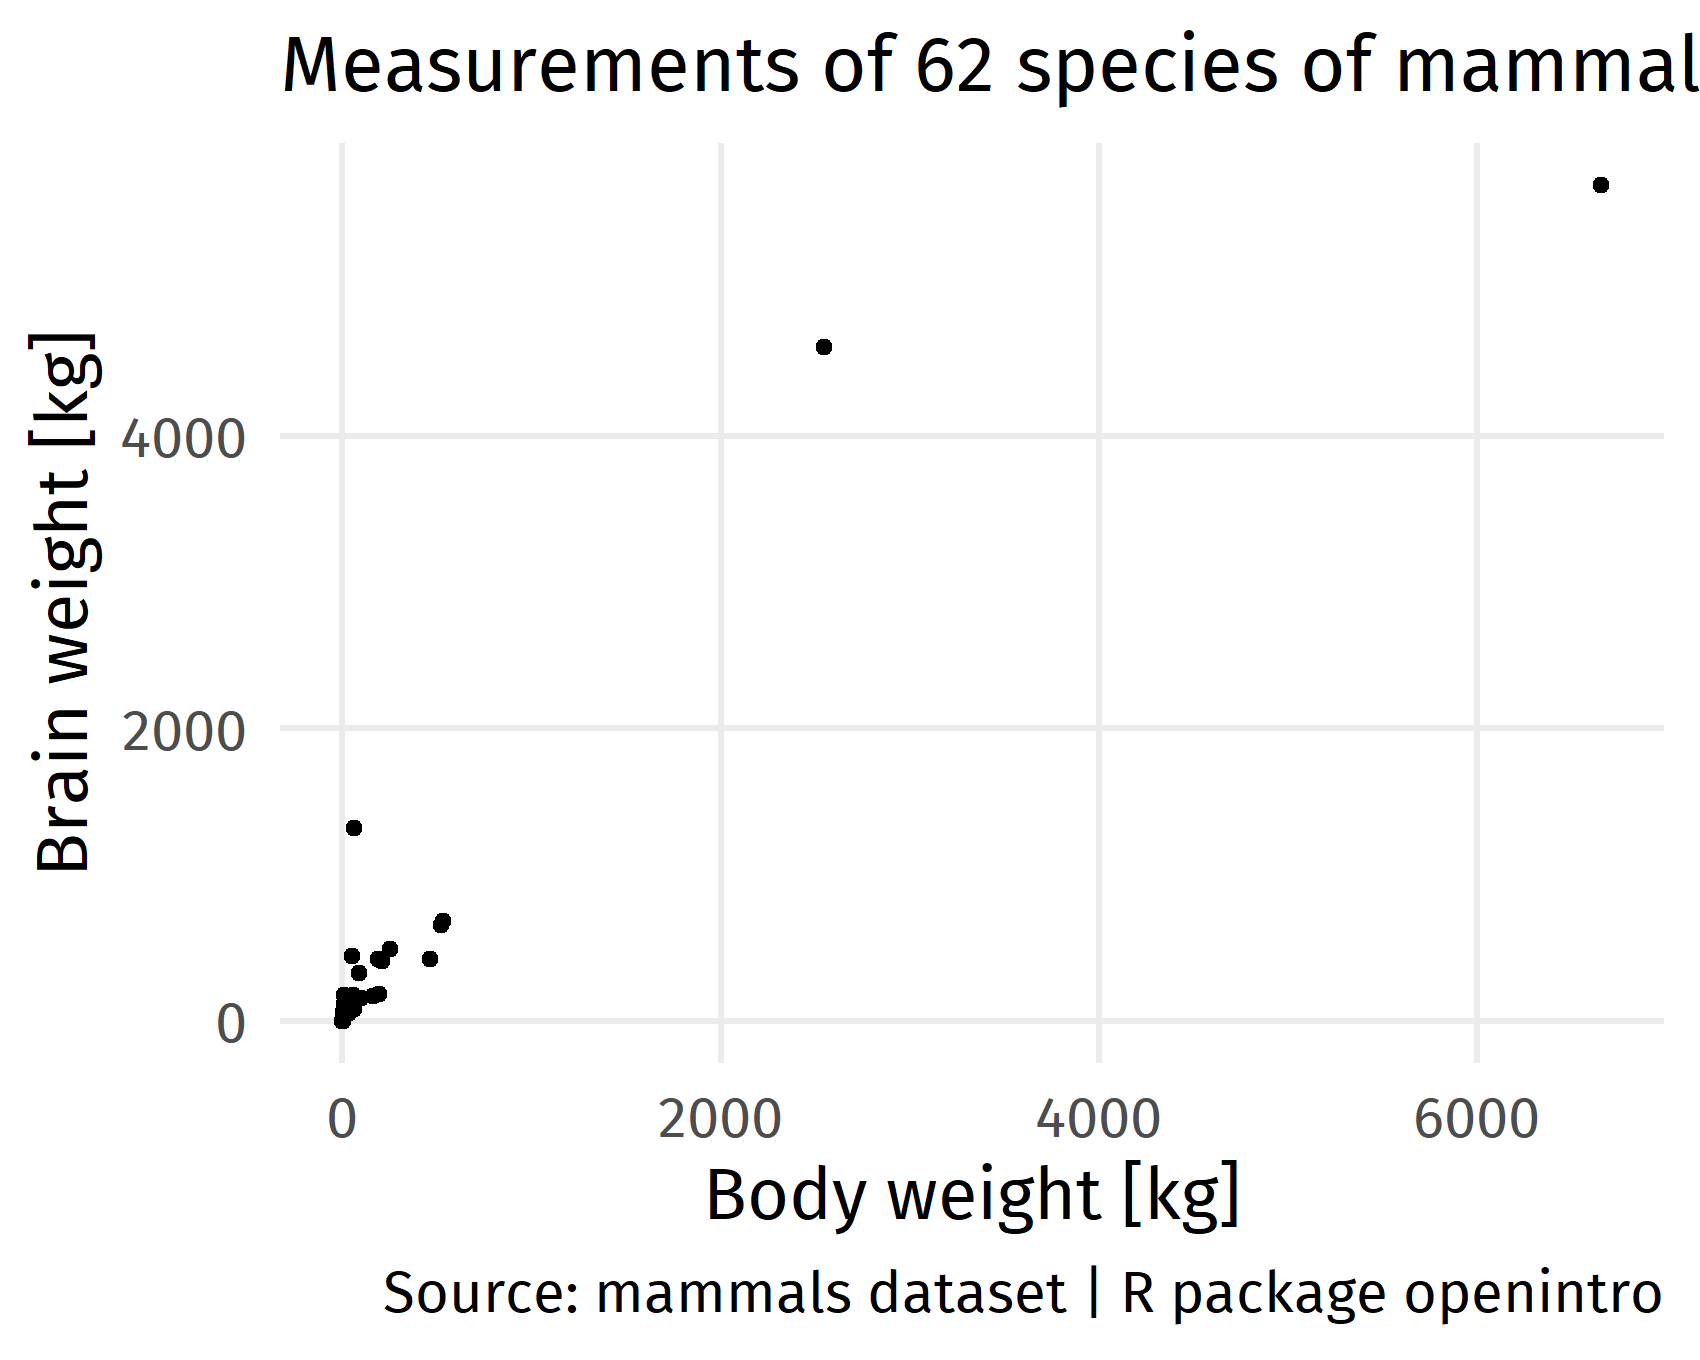 Measurements of 62 species of mammal
Brain weight [kg]
4000
2000
0
0 2000 4000 6000
Body weight [kg]
Source: mammals dataset | R package openintro